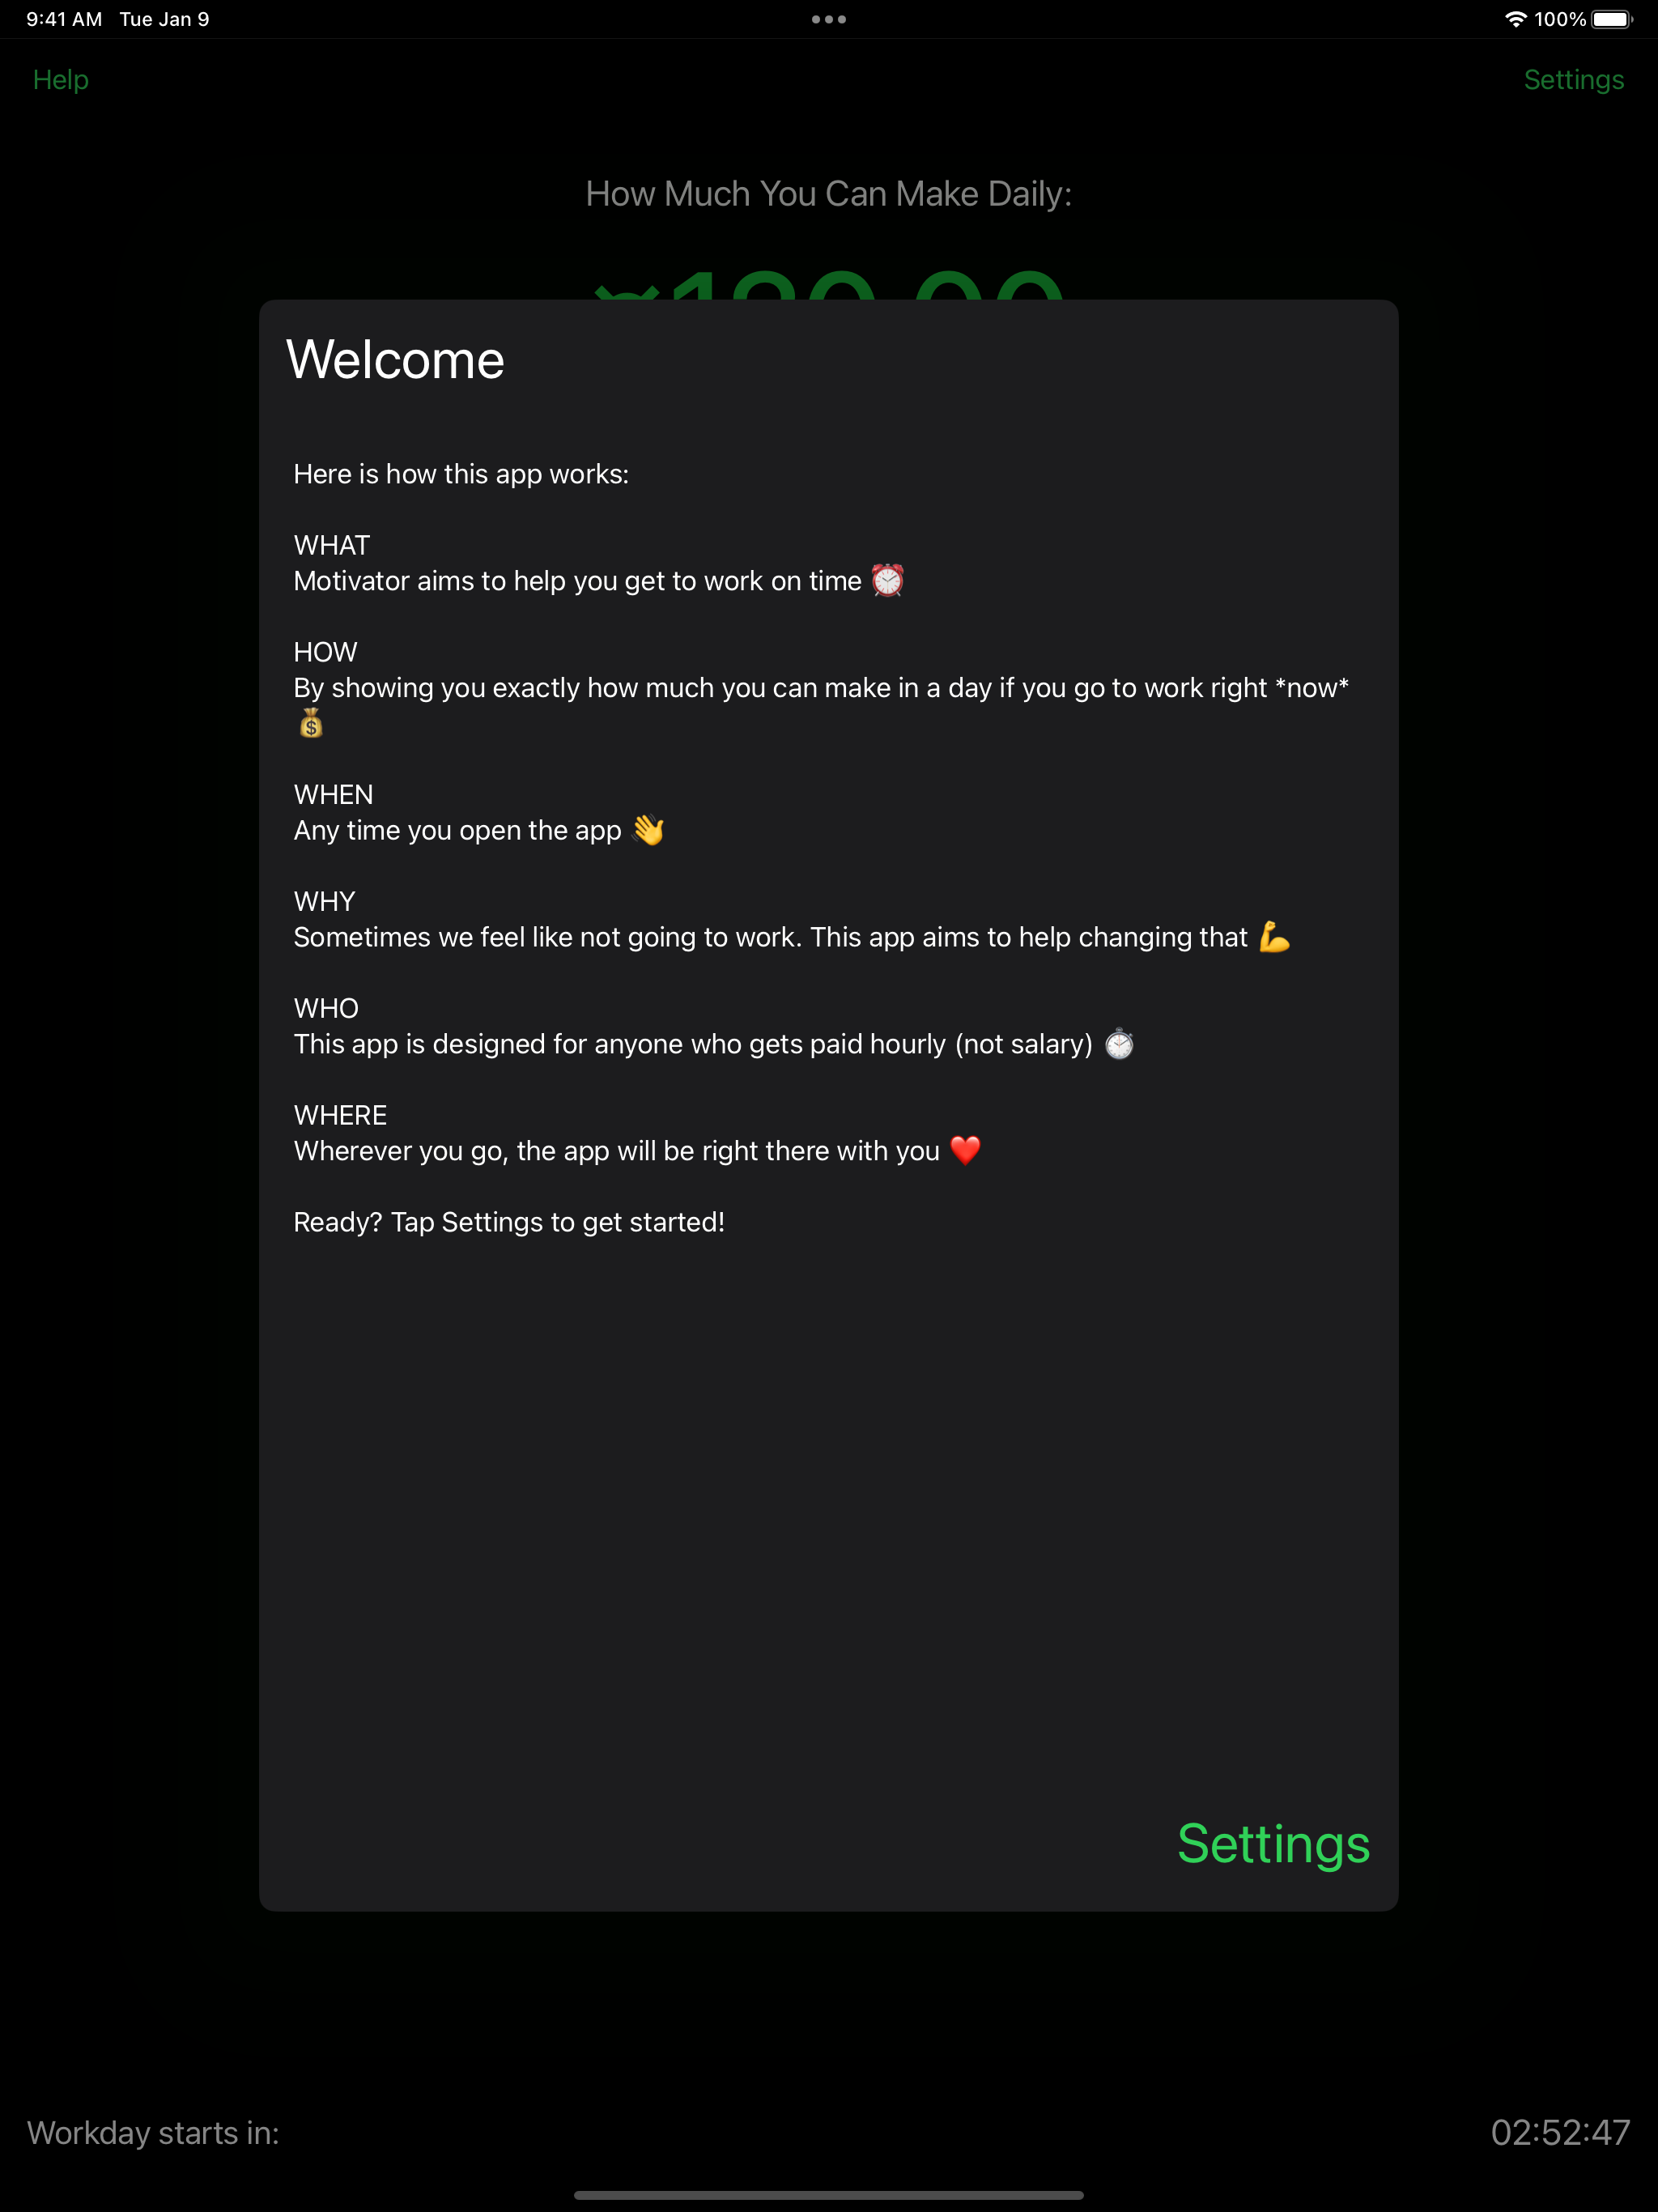 9:41 AM Tue Jan 9
100%
Help
Settings
How Much You Can Make Daily:
Welcome
Here is how this app works:
WHAT
Motivator aims to help you get to work on time ⏰
HOW
By showing you exactly how much you can make in a day if you go to work right *now*
💰
WHEN
Any time you open the app 👋
WHY
Sometimes we feel like not going to work. This app aims to help changing that 💪
WHO
This app is designed for anyone who gets paid hourly (not salary) ⏱️
WHERE
Wherever you go, the app will be right there with you ❤️
Ready? Tap Settings to get started!
Settings
Workday starts in:
02:52:47